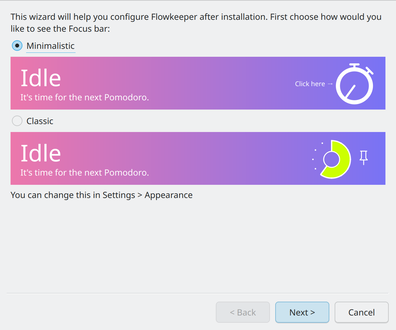 This wizard will help you configure Flowkeeper after installation. First choose how would you
like to see the Focus bar:
Minimalistic
Idle
It's time for the next Pomodoro.
Click here →
Classic
Idle
It's time for the next Pomodoro.
You can change this in Settings > Appearance
< Back
Next >
Cancel